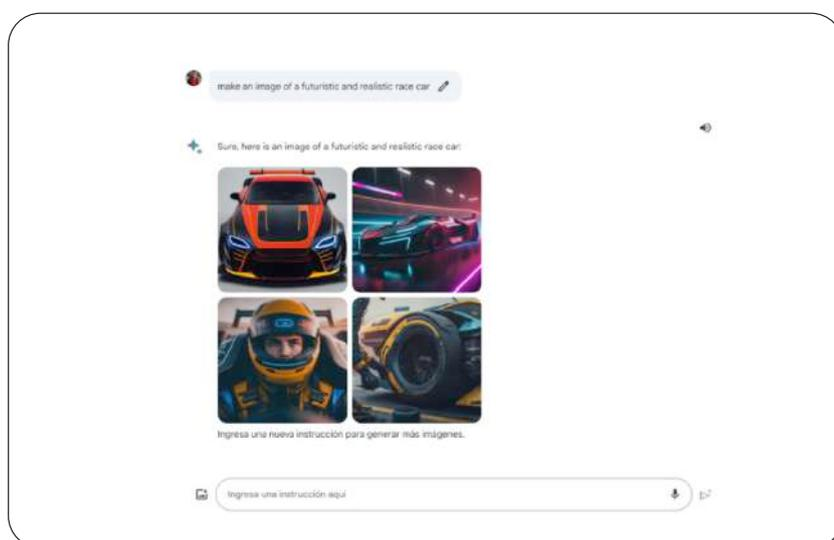 make an image of a futuristic and realistic race car
Sure, here is an image of a futuristic and realistic race car:
Ingresa una nueva instrucción para generar más imágenes.
Ingresa una instrucción aquí